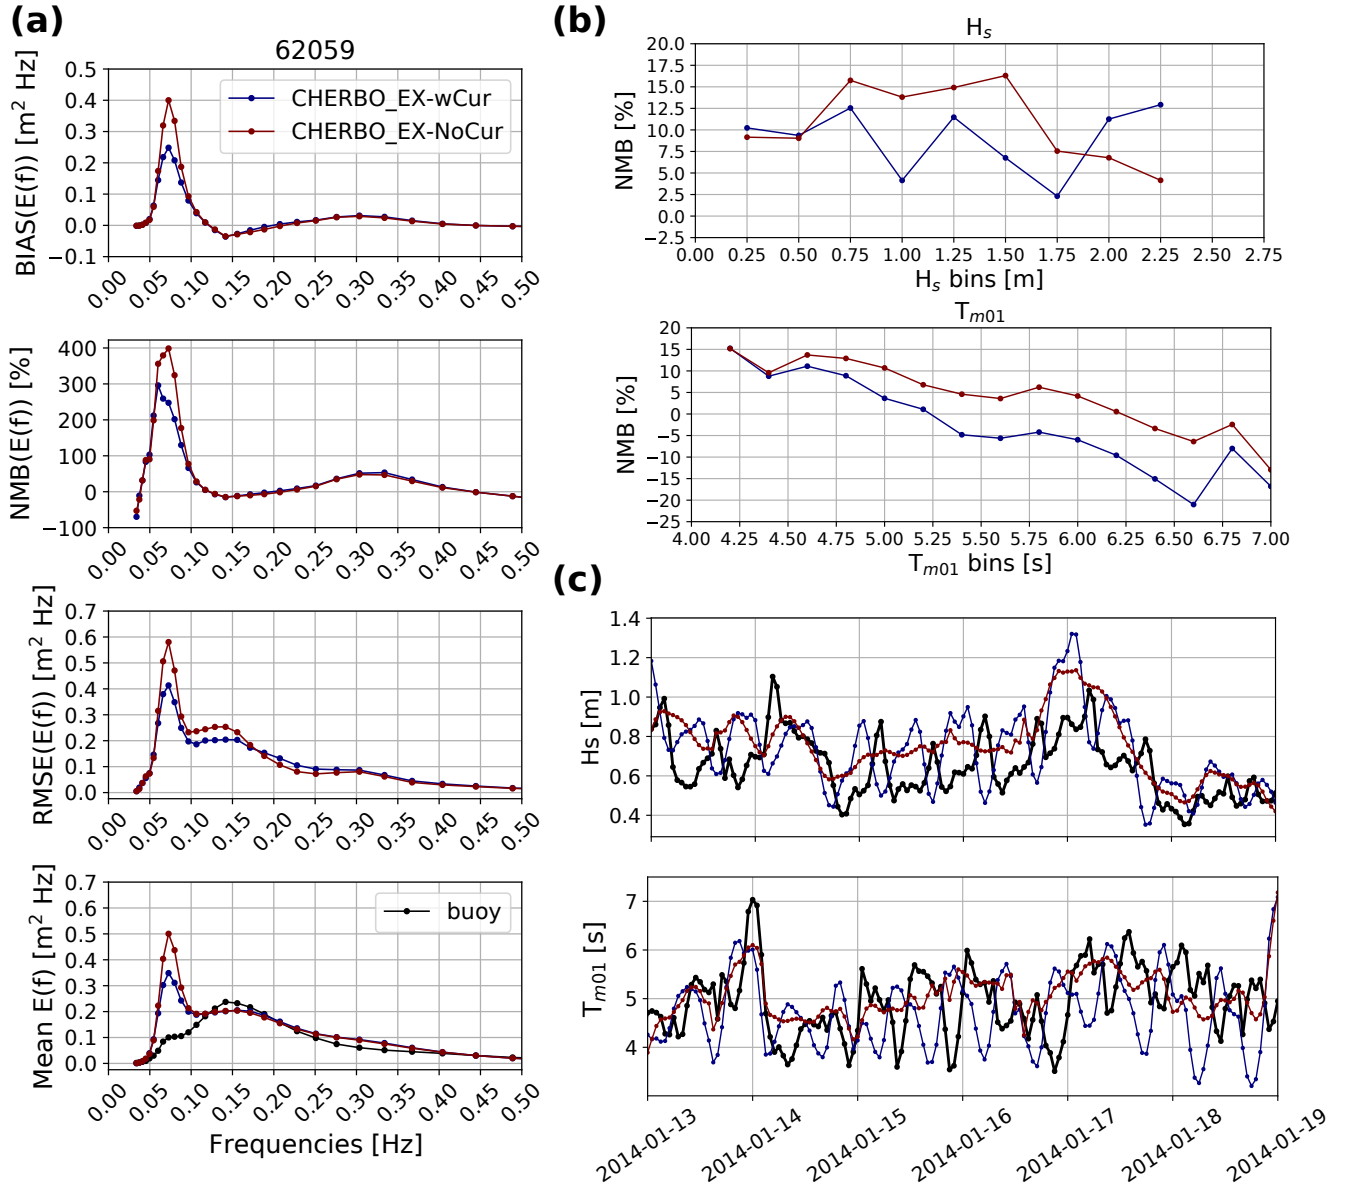 (a)
62059
BIAS(E(f)) [m² Hz]
0.5
0.4
0.3
0.2
0.1
0.0
−0.1
CHERBO_EX-wCur
CHERBO_EX-NoCur
0.00 0.05 0.10 0.15 0.20 0.25 0.30 0.35 0.40 0.45 0.50
NMB(E(f)) [%]
400
300
200
100
0
−100
0.00 0.05 0.10 0.15 0.20 0.25 0.30 0.35 0.40 0.45 0.50
RMSE(E(f)) [m² Hz]
0.7
0.6
0.5
0.4
0.3
0.2
0.1
0.0
0.00 0.05 0.10 0.15 0.20 0.25 0.30 0.35 0.40 0.45 0.50
Mean E(f) [m² Hz]
0.7
0.6
0.5
0.4
0.3
0.2
0.1
0.0
buoy
0.00 0.05 0.10 0.15 0.20 0.25 0.30 0.35 0.40 0.45 0.50
Frequencies [Hz]
(b)
Hₛ
NMB [%]
20.0
17.5
15.0
12.5
10.0
7.5
5.0
2.5
0.0
−2.5
0.00 0.25 0.50 0.75 1.00 1.25 1.50 1.75 2.00 2.25 2.50 2.75
Hₛ bins [m]
Tₘ₀₁
NMB [%]
20
15
10
5
0
−5
−10
−15
−20
−25
4.00 4.25 4.50 4.75 5.00 5.25 5.50 5.75 6.00 6.25 6.50 6.75 7.00
Tₘ₀₁ bins [s]
(c)
Hs [m]
1.4
1.2
1.0
0.8
0.6
0.4
Tₘ₀₁ [s]
7
6
5
4
2014-01-13 2014-01-14 2014-01-15 2014-01-16 2014-01-17 2014-01-18 2014-01-19